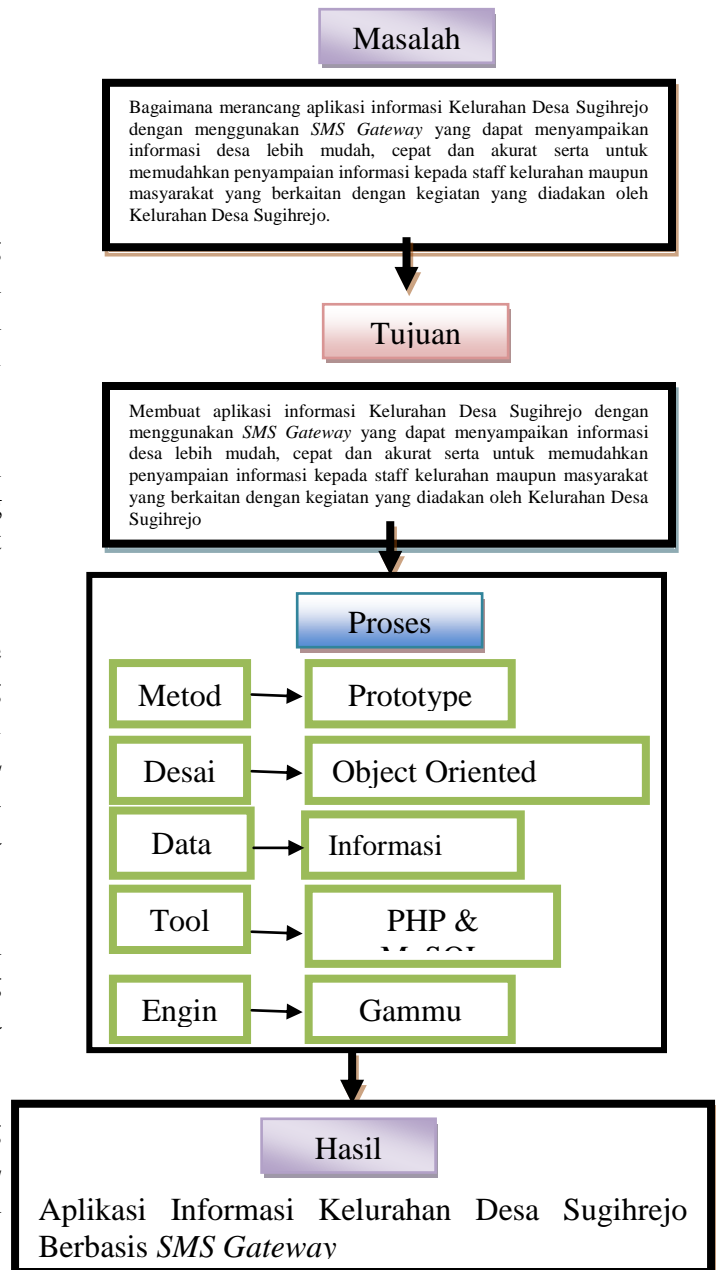 Masalah
Bagaimana merancang aplikasi informasi Kelurahan Desa Sugihrejo
dengan menggunakan SMS Gateway yang dapat menyampaikan
informasi desa lebih mudah, cepat dan akurat serta untuk
memudahkan penyampaian informasi kepada staff kelurahan maupun
masyarakat yang berkaitan dengan kegiatan yang diadakan oleh
Kelurahan Desa Sugihrejo.
Tujuan
Membuat aplikasi informasi Kelurahan Desa Sugihrejo dengan
menggunakan SMS Gateway yang dapat menyampaikan informasi
desa lebih mudah, cepat dan akurat serta untuk memudahkan
penyampaian informasi kepada staff kelurahan maupun masyarakat
yang berkaitan dengan kegiatan yang diadakan oleh Kelurahan Desa
Sugihrejo
Proses
Metod
Prototype
Desai
Object Oriented
Data
Informasi
Tool
PHP &
MySQL
Engin
Gammu
Hasil
Aplikasi Informasi Kelurahan Desa Sugihrejo
Berbasis SMS Gateway